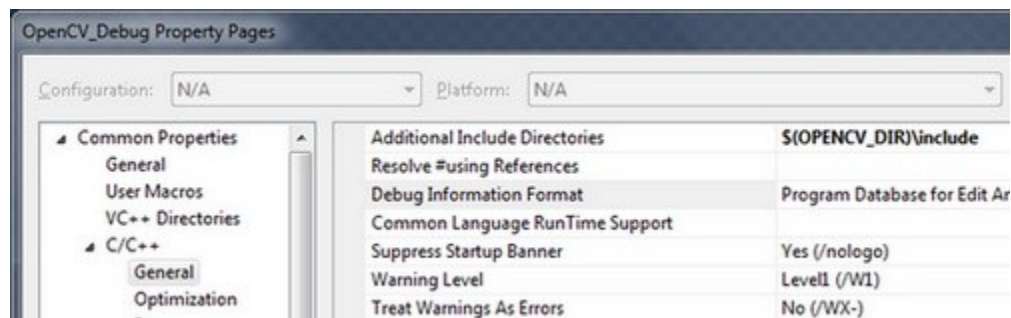 OpenCV_Debug Property Pages
Configuration: N/A Platform: N/A
Common Properties
General
User Macros
VC++ Directories
C/C++
General
Optimization
Additional Include Directories $(OPENCV_DIR)\include
Resolve #using References
Debug Information Format Program Database for Edit
Common Language RunTime Support
Suppress Startup Banner Yes (/nologo)
Warning Level Level1 (/W1)
Treat Warnings As Errors No (/WX-)